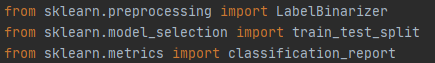 from sklearn.preprocessing import LabelBinarizer
from sklearn.model_selection import train_test_split
from sklearn.metrics import classification_report